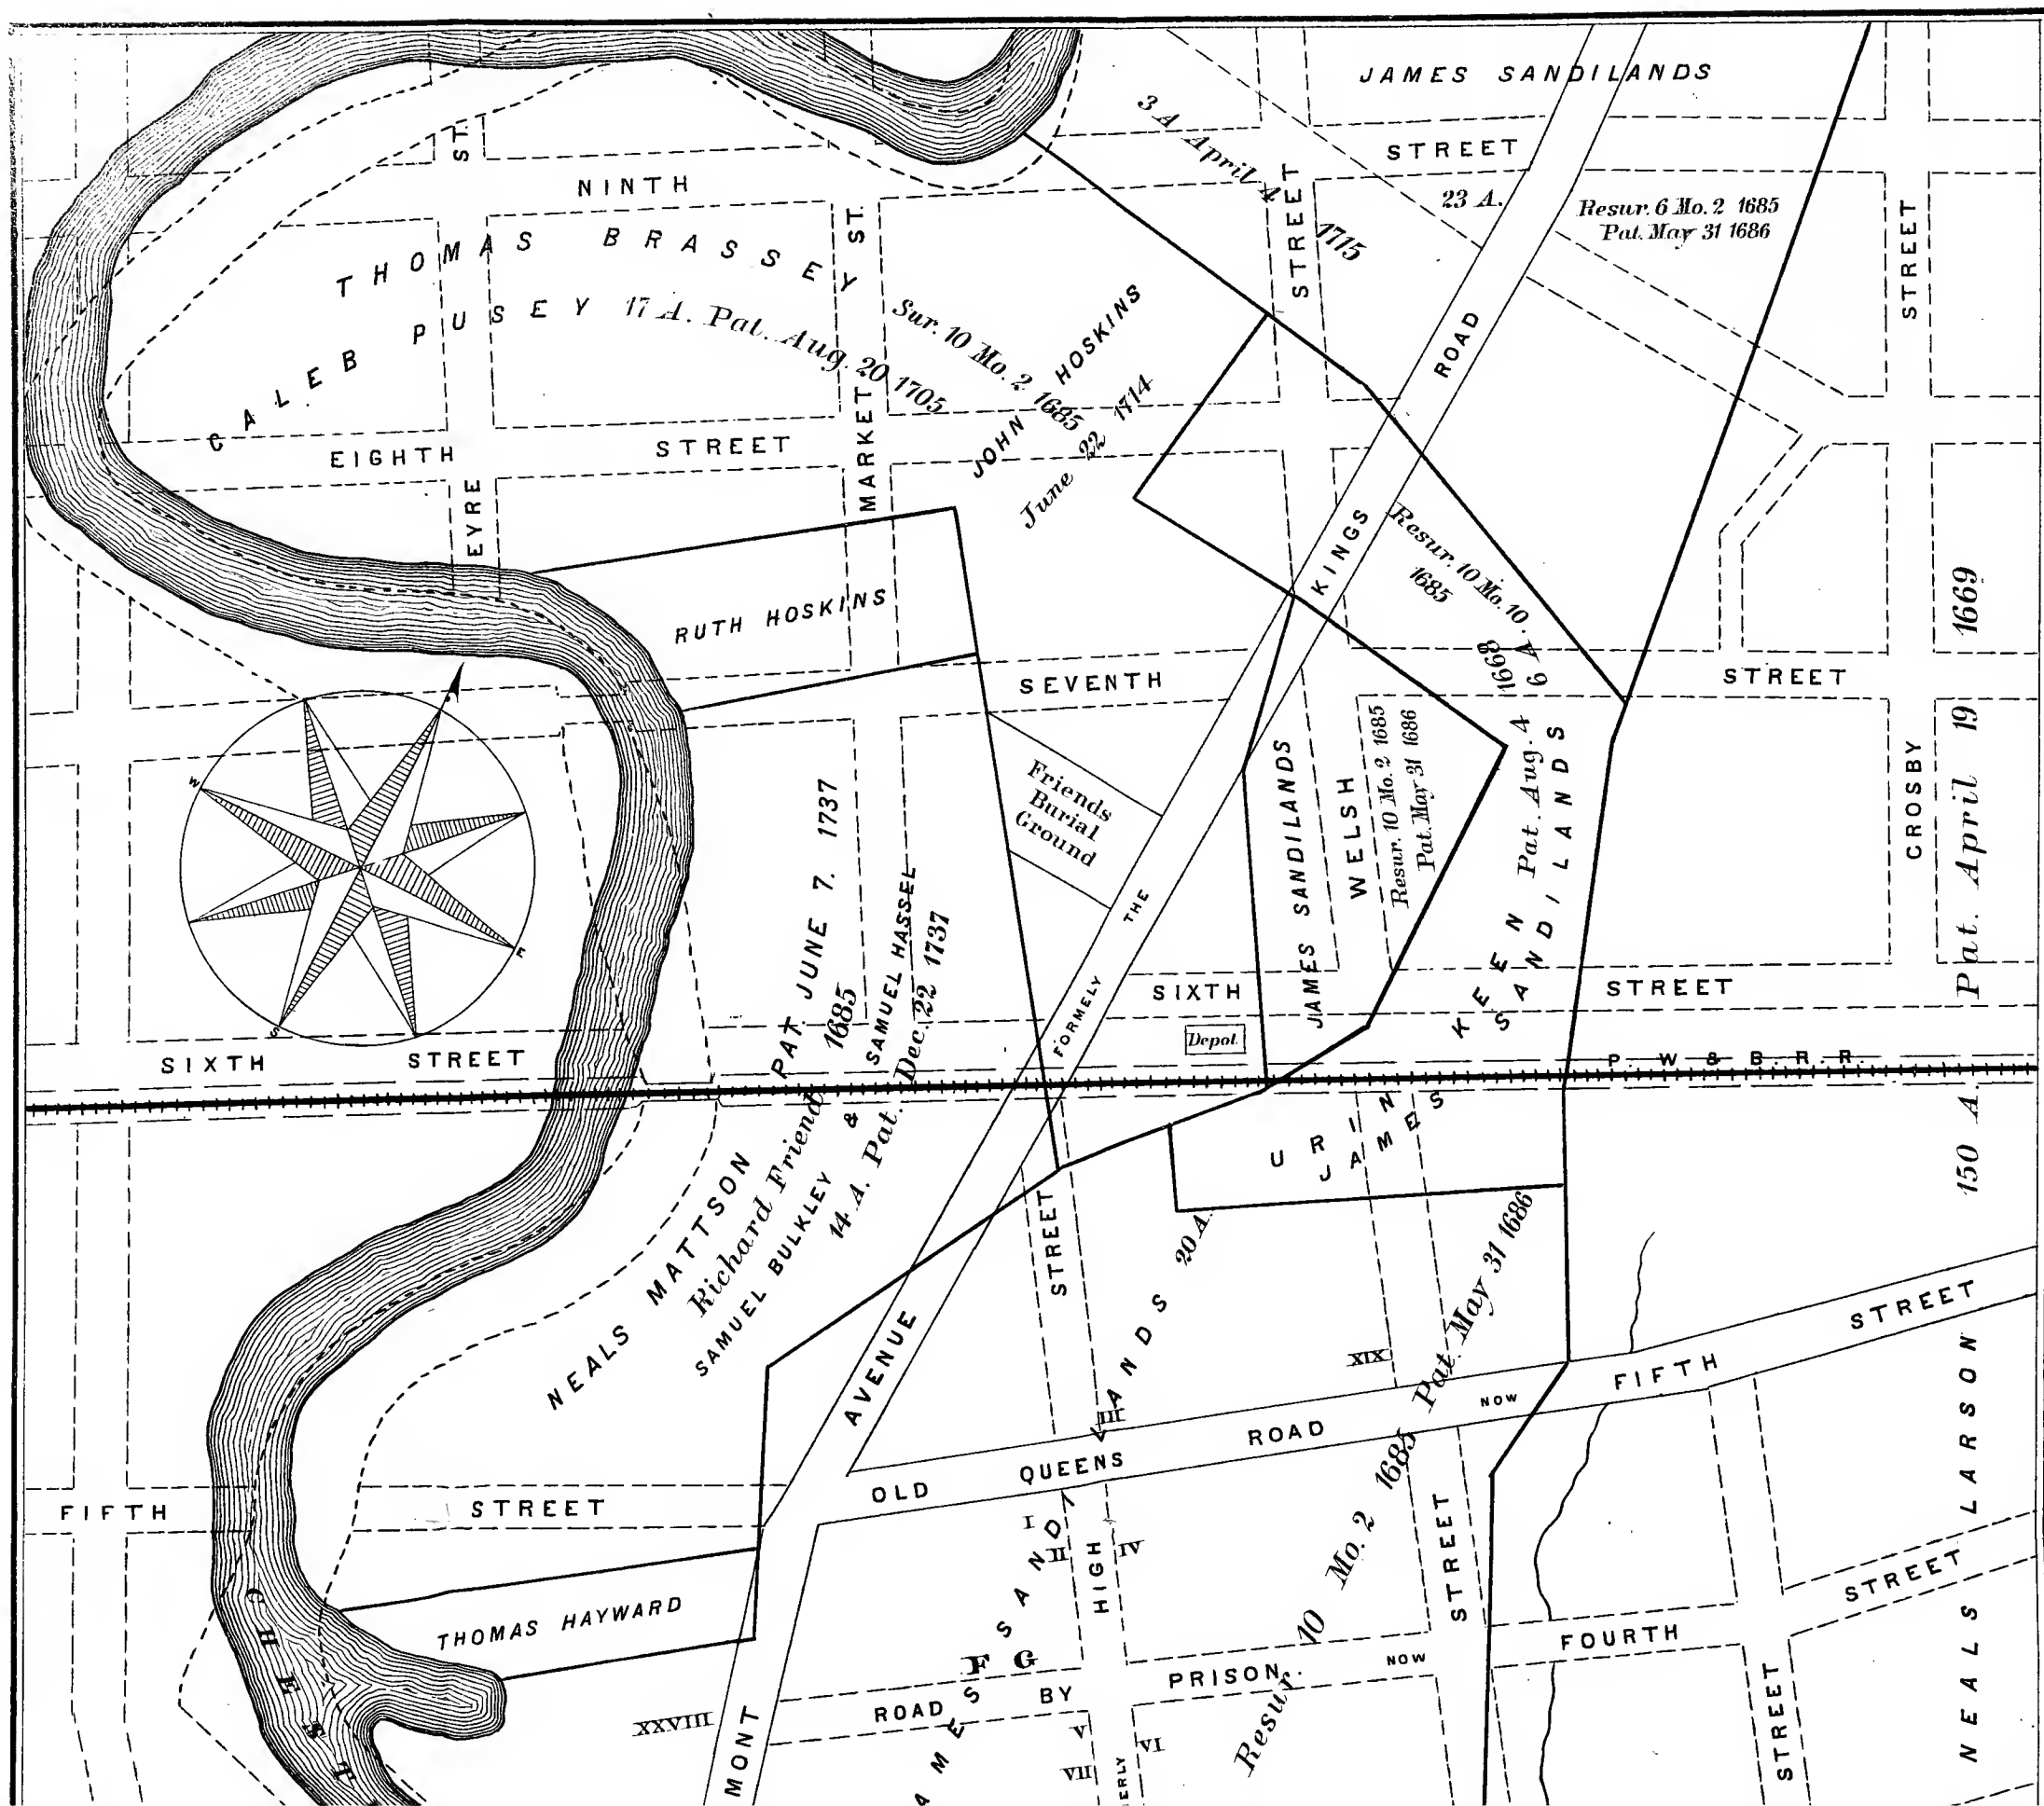 JAMES SANDILANDS
STREET
3 A April 4 1715
23 A.
Resur. 6 Mo. 2 1685
Pat. May 31 1686
ST.
NINTH
STREET
STREET
THOMAS BRASSEY
CALEB PUSEY 17 A. Pat. Aug. 20 1705
Sur. 10 Mo. 2 1685
JOHN HOSKINS
June 22 1714
MARKET ST.
EIGHTH STREET
EYRE
KINGS ROAD
Resur. 10 Mo. 10
1685
RUTH HOSKINS
SEVENTH STREET
Friends
Burial
Ground
FORMELY THE
JAMES SANDILANDS
WELSH
Resur. 10 Mo. 2 1685
Pat. May 31 1686
URIN KEEN Pat. Aug. 4 1668
6 A.
JAMES SANDILANDS
CROSBY
Pat. April 19 1669
150 A.
W
E
S
SIXTH STREET
SIXTH STREET
Depot
P. W & B. R. R.
NEALS MATTSON PAT. JUNE 7. 1737
Richard Friend 1685
SAMUEL BULKLEY & SAMUEL HASSEL
14 A. Pat. Dec. 22 1737
STREET
20 A.
AVENUE
XIX
III
OLD QUEENS ROAD NOW FIFTH STREET
FIFTH STREET
I
II
IV
HIGH
STREET
Resur. 10 Mo. 2 1685 Pat. May 31 1686
THOMAS HAYWARD
F G
AMES SANDILANDS
ROAD BY PRISON. NOW FOURTH STREET
XXVIII
V
VI
VII
ERLY
MONT
STREET
CHEST
NEALS LARSON